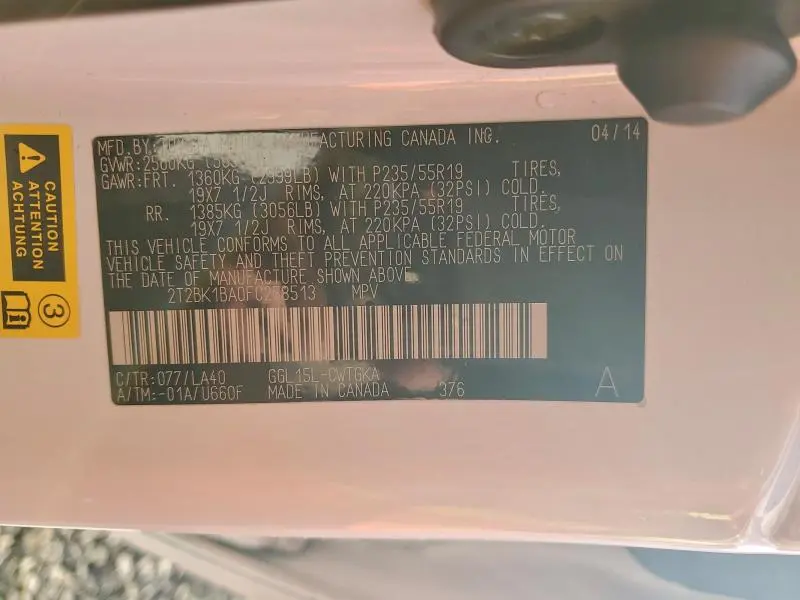 MFD.BY: MANUFACTURING CANADA INC. 04/14
GVWR:
GAWR:FRT. 1360KG (2999LB) WITH P235/55R19 TIRES,
19X7 1/2J RIMS, AT 220KPA (32PSI) COLD.
RR. 1385KG (3056LB) WITH P235/55R19 TIRES,
19X7 1/2J RIMS, AT 220KPA (32PSI) COLD.
THIS VEHICLE CONFORMS TO ALL APPLICABLE FEDERAL MOTOR
VEHICLE SAFETY AND THEFT PREVENTION STANDARDS IN EFFECT ON
THE DATE OF MANUFACTURE SHOWN ABOVE.
MPV
C/TR:077/LA40 GGL15L-CWTGKA
A/TM:-01A/U660F MADE IN CANADA 376 A
CAUTION
ATTENTION
ACHTUNG
3